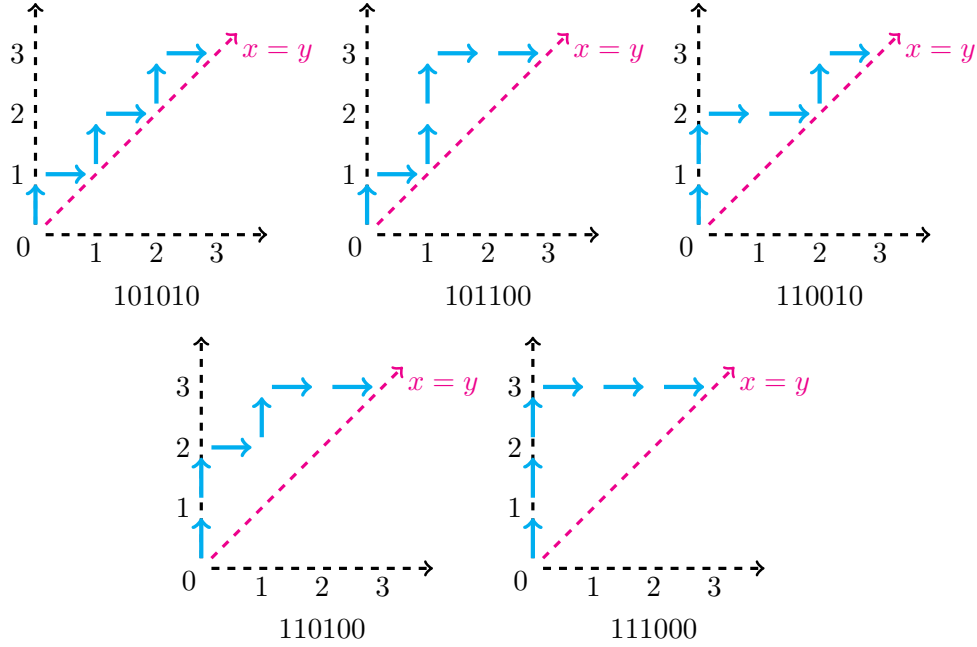 3 x = y 3 x = y 3 x = y
2 2 2
1 1 1
0 1 2 3 0 1 2 3 0 1 2 3
101010 101100 110010
3 x = y 3 x = y
2 2
1 1
0 1 2 3 0 1 2 3
110100 111000